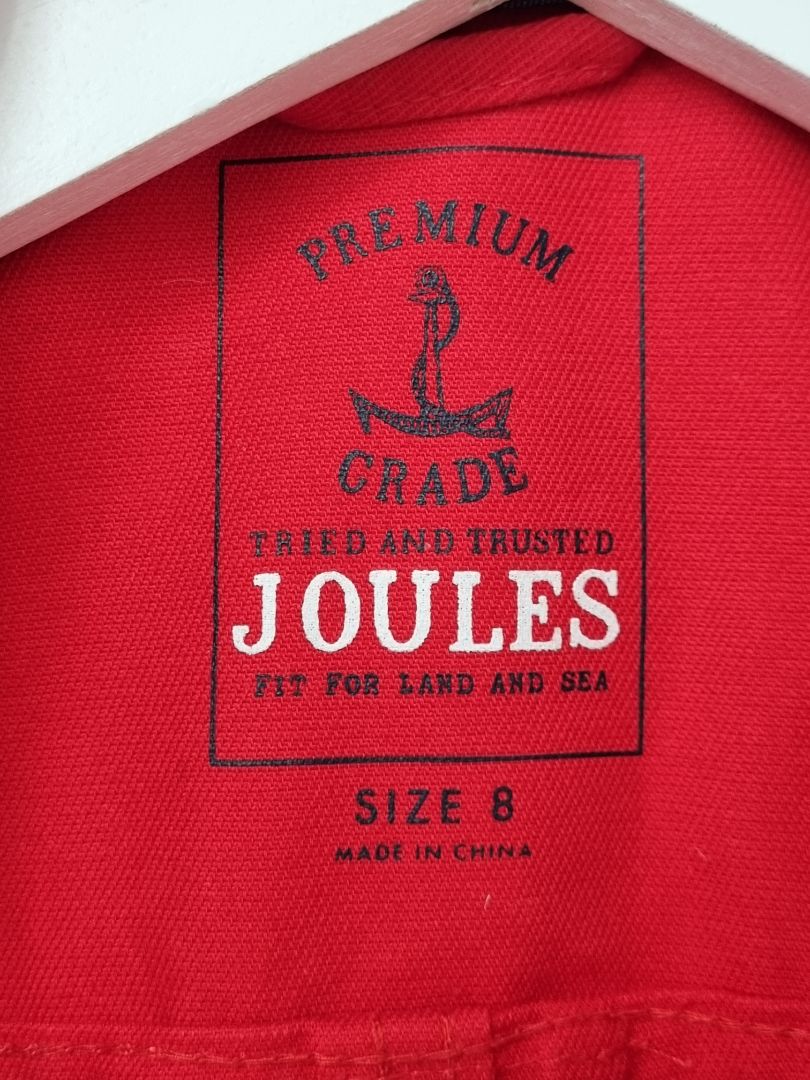 PREMIUM
CRADE
TRIED AND TRUSTED
JOULES
FIT FOR LAND AND SEA
SIZE 8
MADE IN CHINA